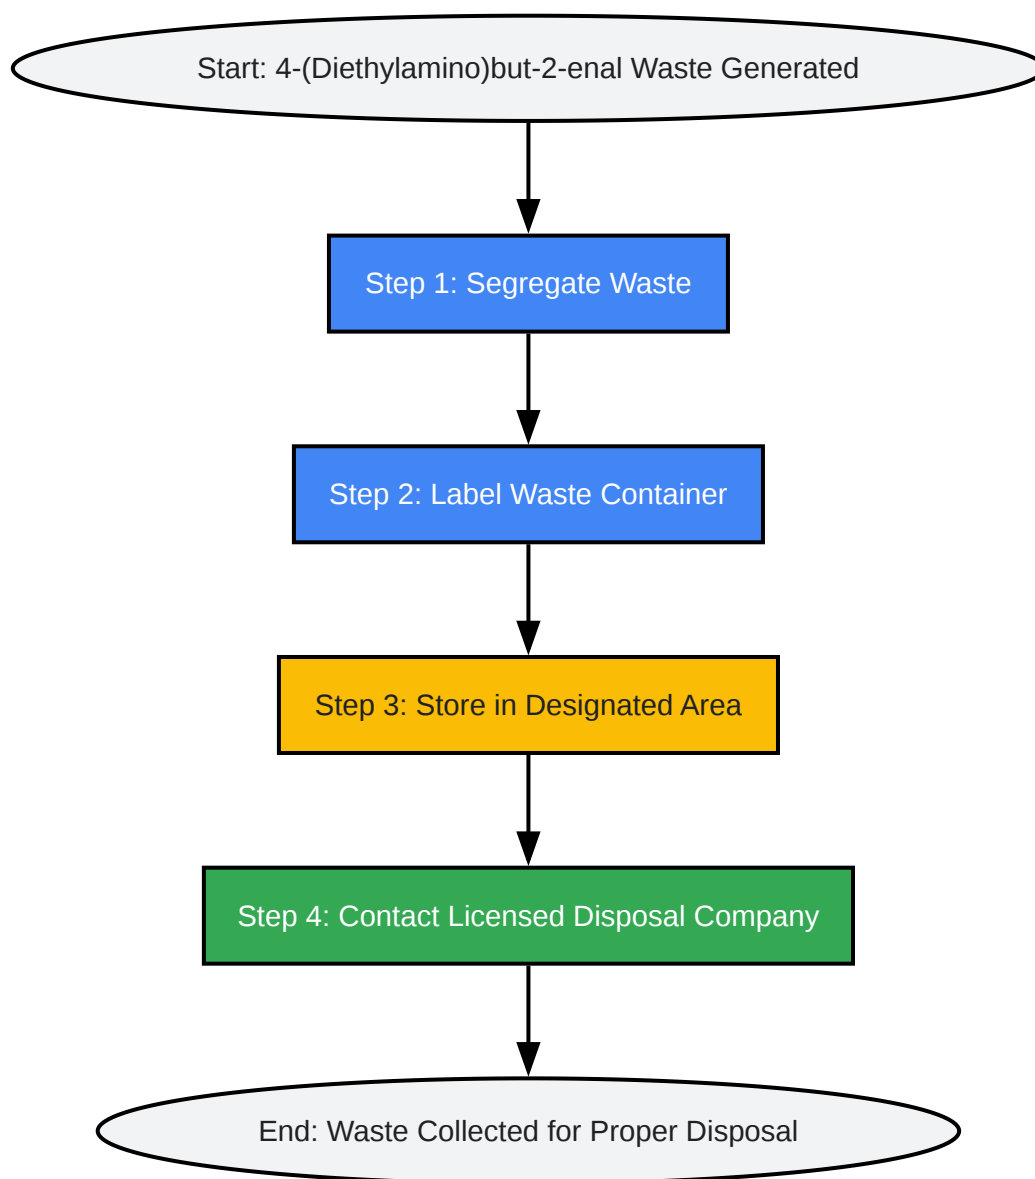 Start: 4-(Diethylamino)but-2-enal Waste Generated
Step 1: Segregate Waste
Step 2: Label Waste Container
Step 3: Store in Designated Area
Step 4: Contact Licensed Disposal Company
End: Waste Collected for Proper Disposal